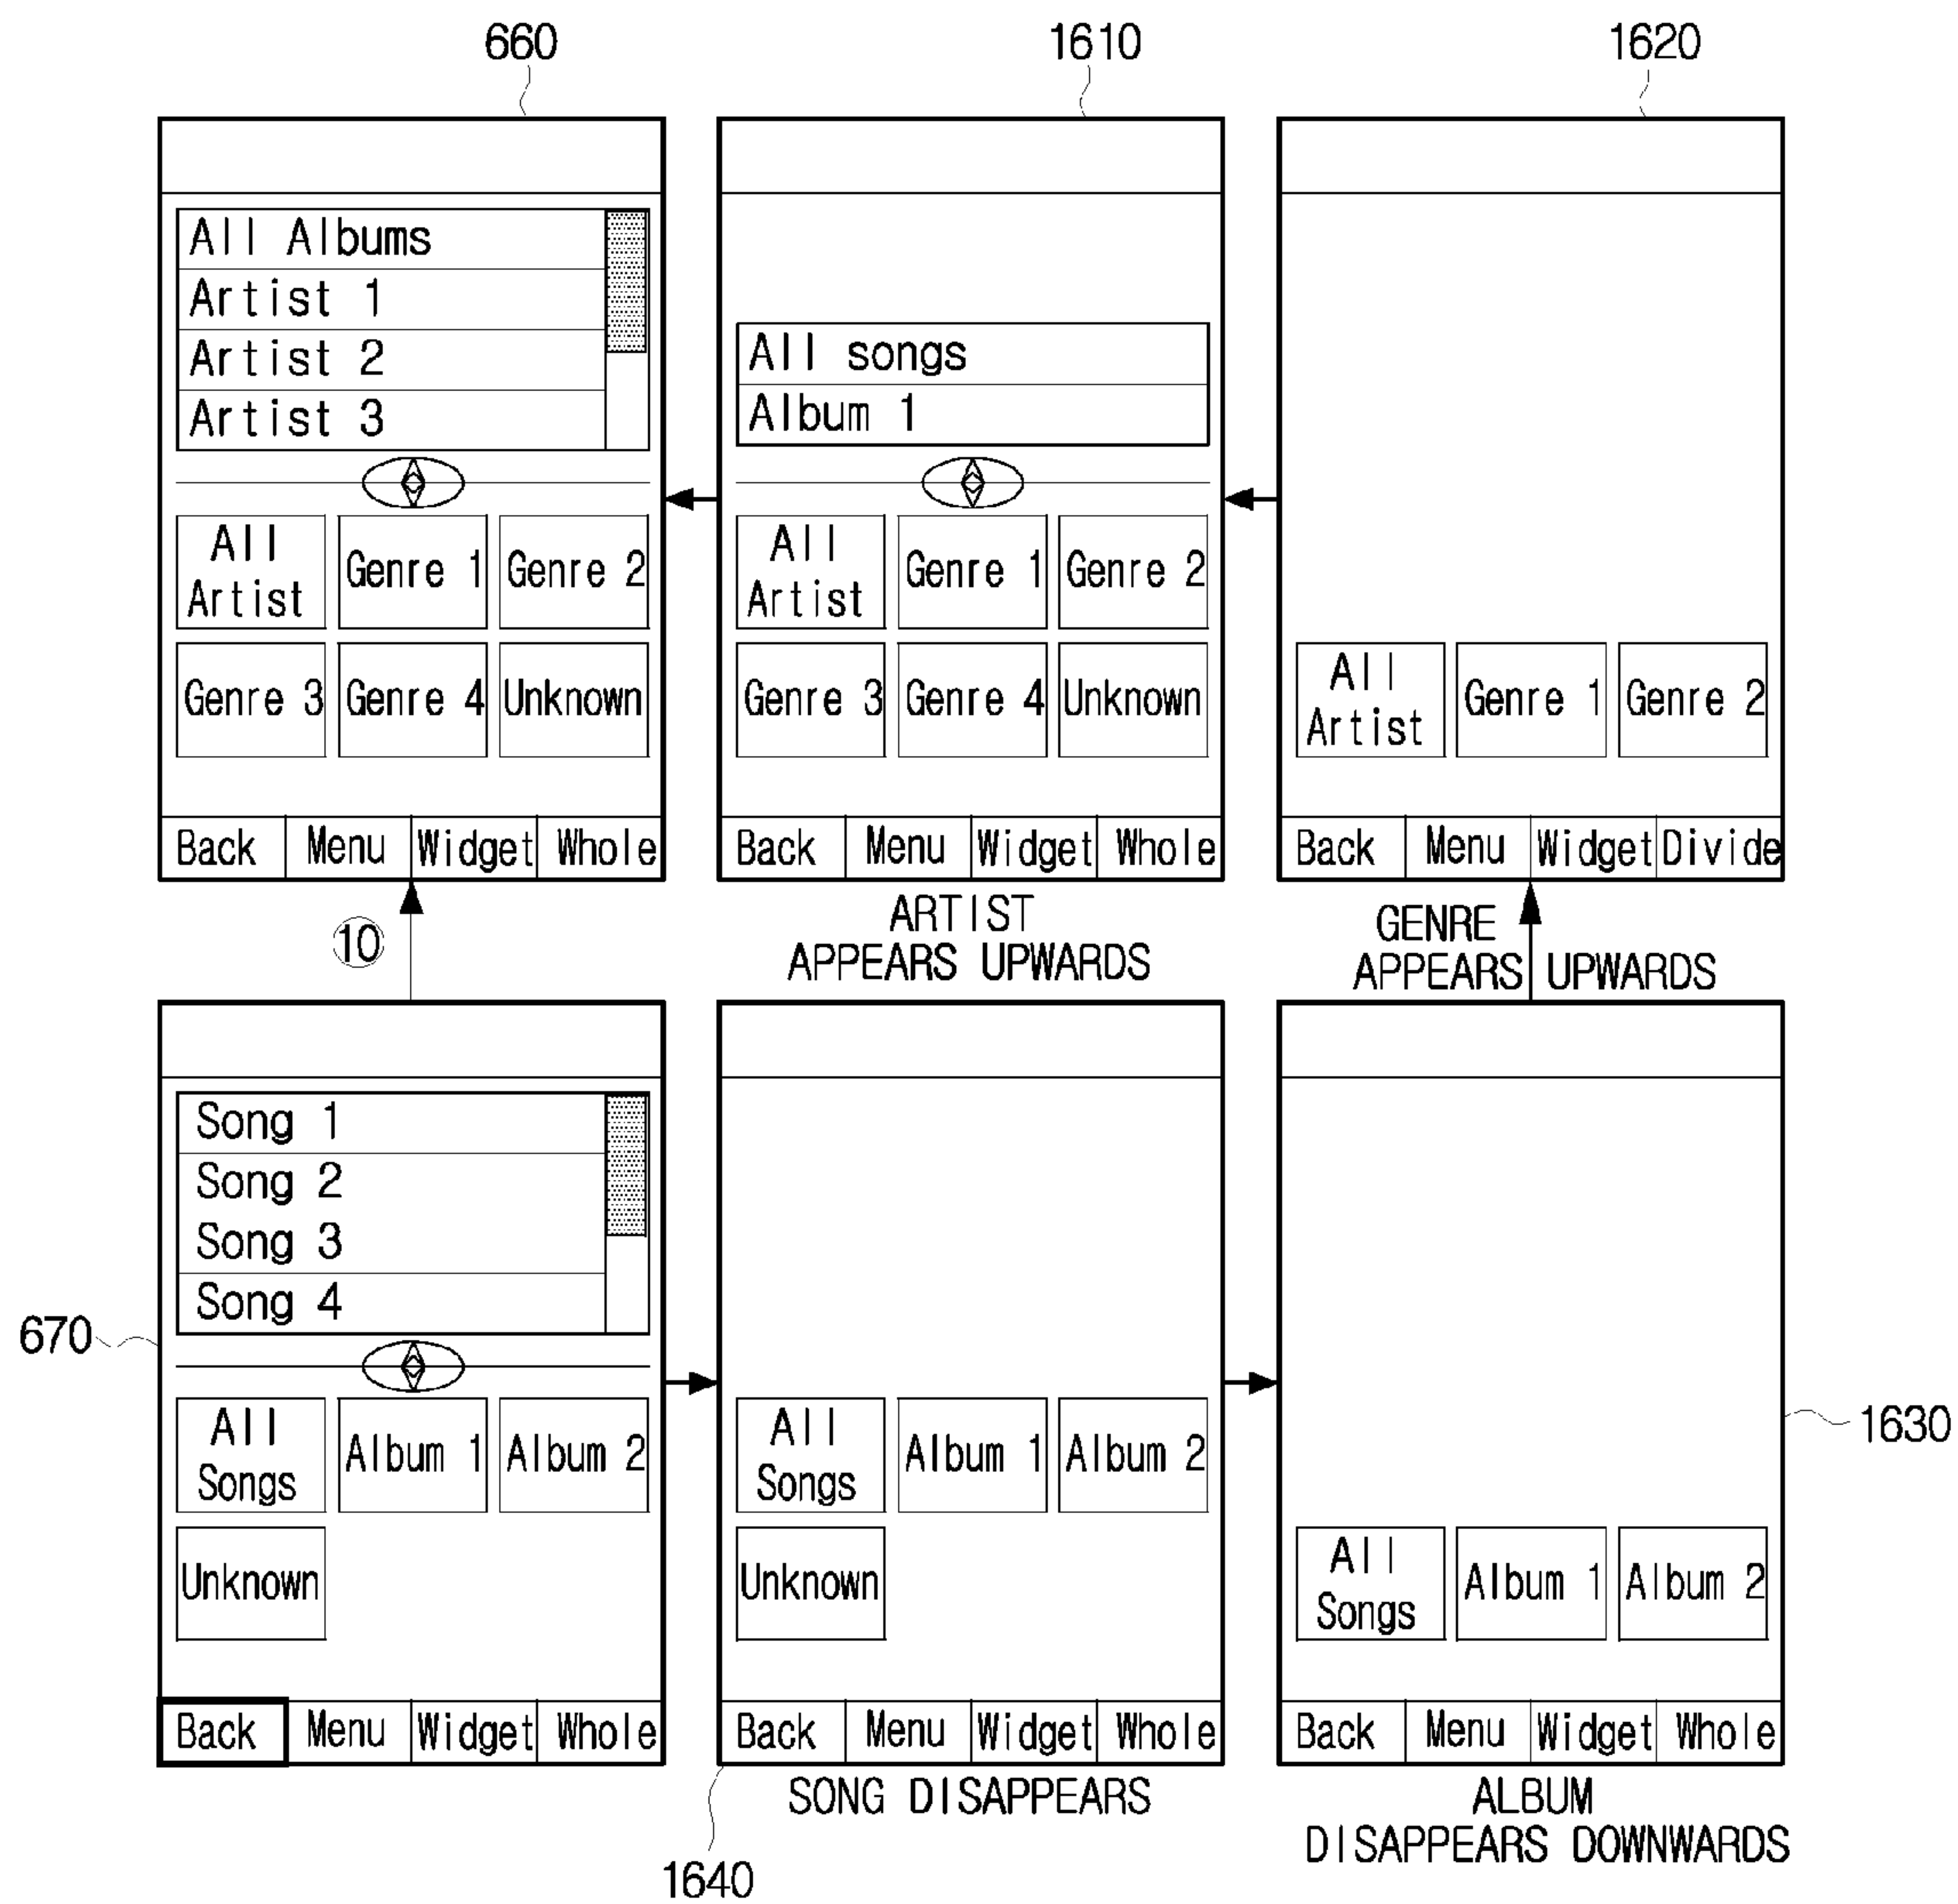 660
1610
1620
All Albums
Artist 1
Artist 2
Artist 3
All
Artist
Genre 1
Genre 2
Genre 3
Genre 4
Unknown
Back
Menu
Widget
Whole
All songs
Album 1
All
Artist
Genre 1
Genre 2
Genre 3
Genre 4
Unknown
Back
Menu
Widget
Whole
ARTIST
APPEARS UPWARDS
All
Artist
Genre 1
Genre 2
Back
Menu
Widget
Divide
GENRE
APPEARS UPWARDS
10
670
Song 1
Song 2
Song 3
Song 4
All
Songs
Album 1
Album 2
Unknown
Back
Menu
Widget
Whole
All
Songs
Album 1
Album 2
Unknown
Back
Menu
Widget
Whole
SONG DISAPPEARS
1640
All
Songs
Album 1
Album 2
Back
Menu
Widget
Whole
1630
ALBUM
DISAPPEARS DOWNWARDS